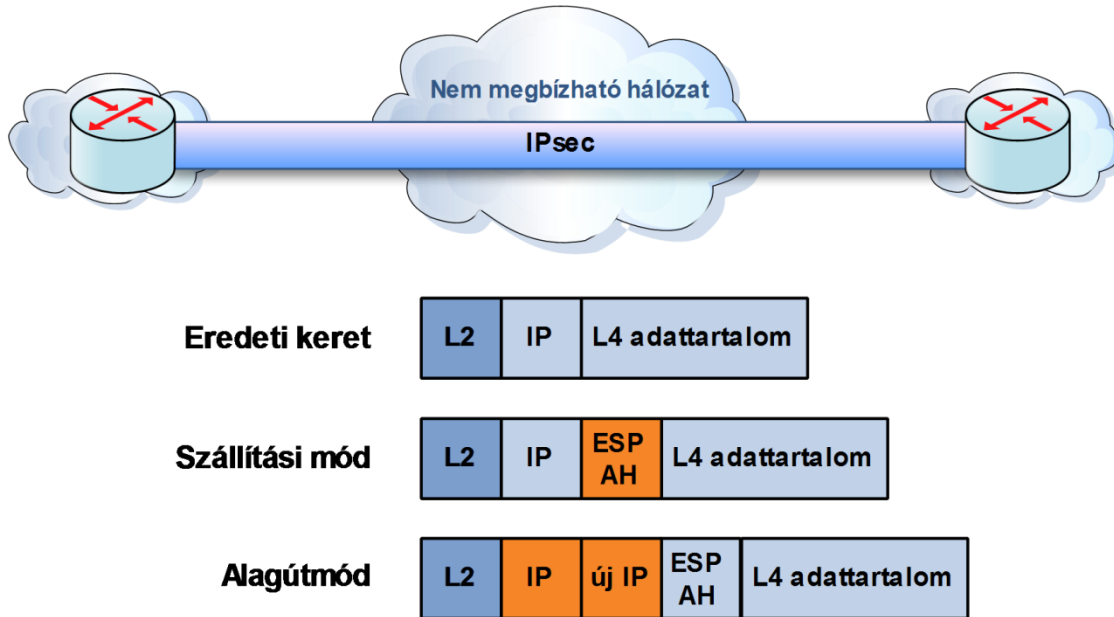 Nem megbízható hálózat
IPsec
Eredeti keret L2 IP L4 adattartalom
Szállítási mód L2 IP ESP AH L4 adattartalom
Alagútmód L2 IP új IP ESP AH L4 adattartalom